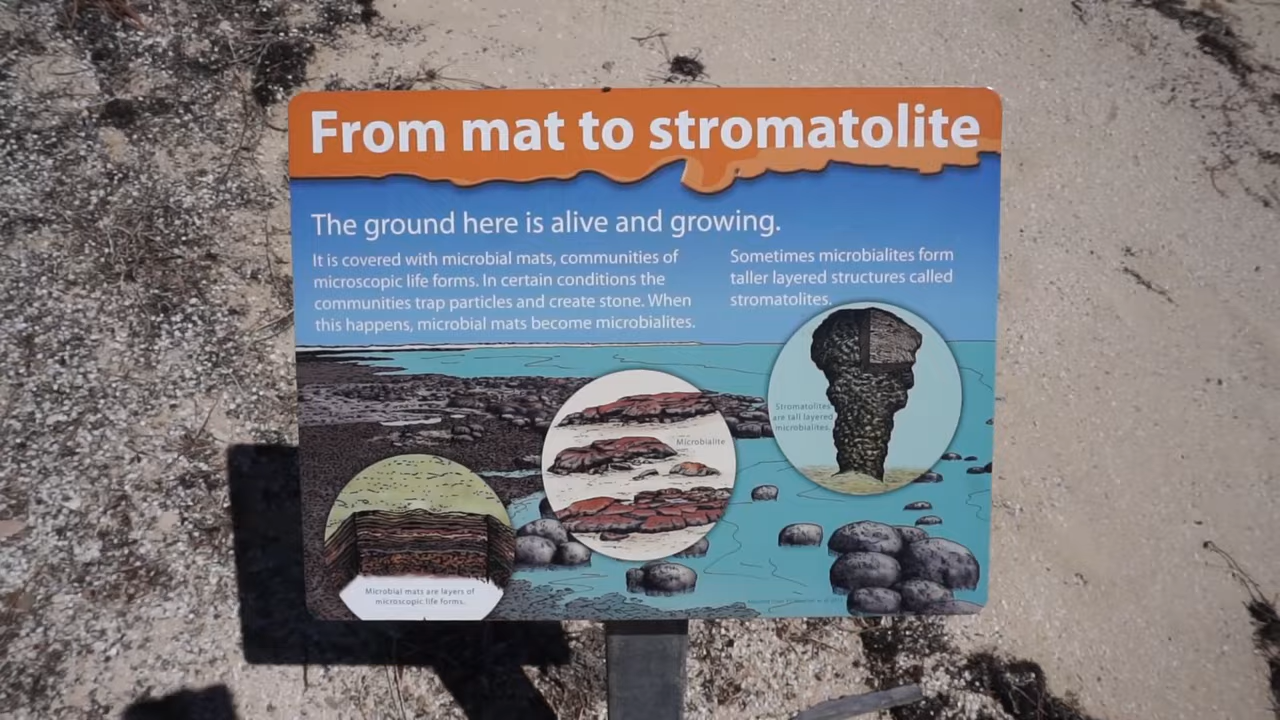 From mat to stromatolite
The ground here is alive and growing.
It is covered with microbial mats, communities of
microscopic life forms. In certain conditions the
communities trap particles and create stone. When
this happens, microbial mats become microbialites.
Sometimes microbialites form
taller layered structures called
stromatolites.
Stromatolites
are tall layered
microbialites.
Microbialite
Microbial mats are layers of
microscopic life forms.